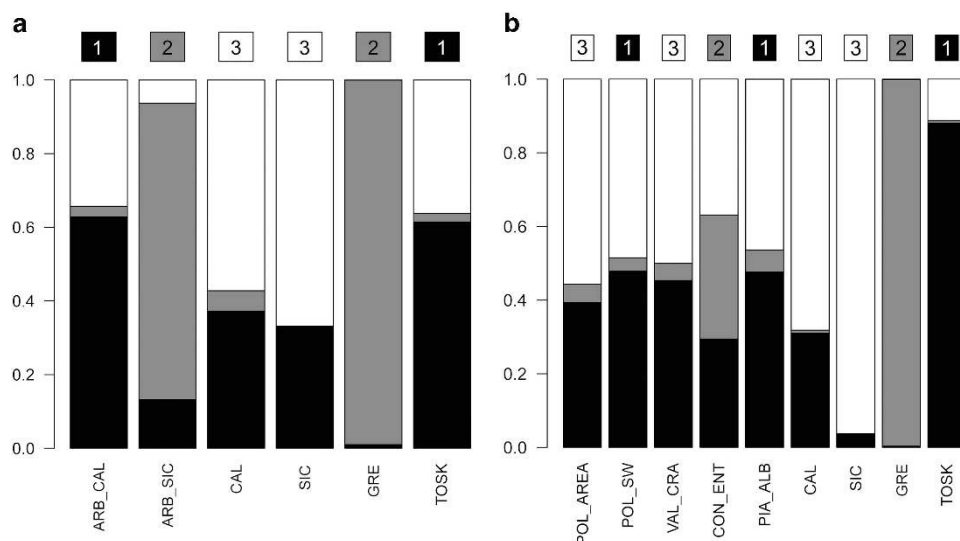 a
1 2 3 3 2 1
1.0
0.8
0.6
0.4
0.2
0.0
ARB_CAL
ARB_SIC
CAL
SIC
GRE
TOSK
b
3 1 3 2 1 3 3 2 1
1.0
0.8
0.6
0.4
0.2
0.0
POL_AREA
POL_SW
VAL_CRA
CON_ENT
PIA_ALB
CAL
SIC
GRE
TOSK